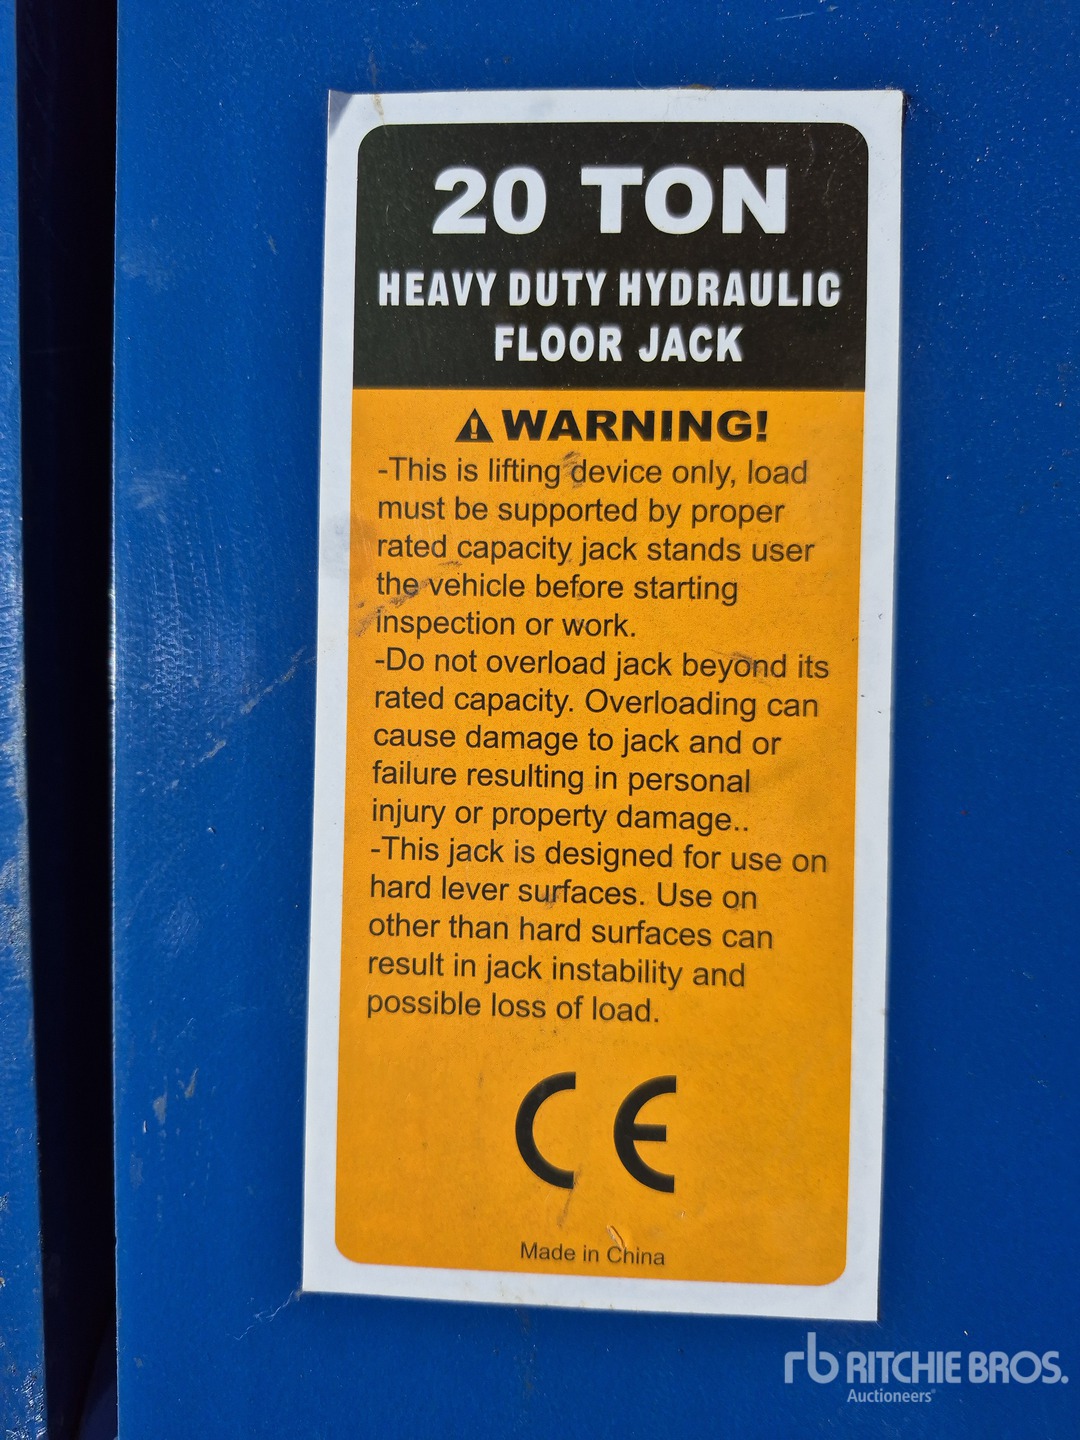 20 TON
HEAVY DUTY HYDRAULIC
FLOOR JACK
WARNING!
-This is lifting device only, load
must be supported by proper
rated capacity jack stands user
the vehicle before starting
inspection or work.
-Do not overload jack beyond its
rated capacity. Overloading can
cause damage to jack and or
failure resulting in personal
injury or property damage..
-This jack is designed for use on
hard lever surfaces. Use on
other than hard surfaces can
result in jack instability and
possible loss of load.
CE
Made in China
rb RITCHIE BROS.
Auctioneers